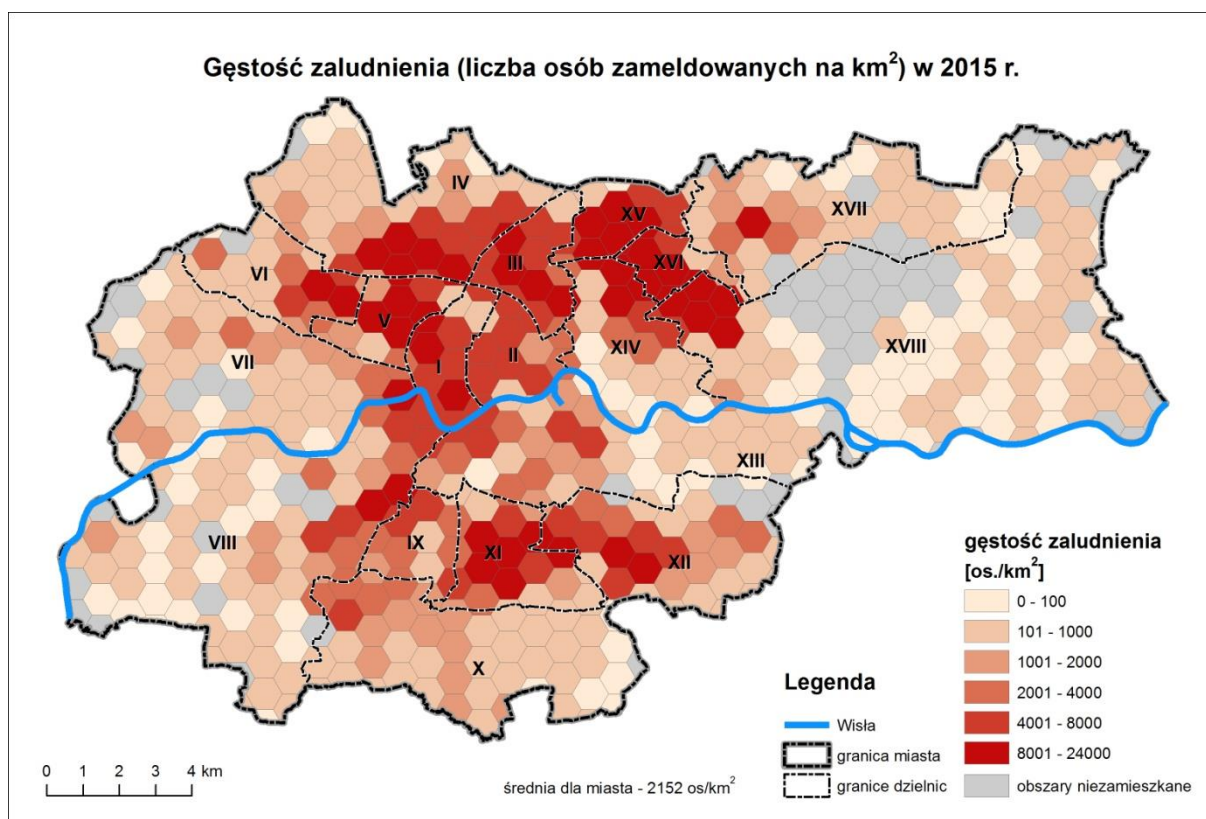 Gęstość zaludnienia (liczba osób zameldowanych na km²) w 2015 r.
IV
XV
XVII
III
XVI
VI
V
XIV
XVIII
VII
I
II
XIII
VIII
IX
XI
XII
X
gęstość zaludnienia
[os./km²]
0 - 100
101 - 1000
1001 - 2000
2001 - 4000
4001 - 8000
8001 - 24000
obszary niezamieszkane
Legenda
Wisła
granica miasta
granice dzielnic
0 1 2 3 4 km
średnia dla miasta - 2152 os/km²